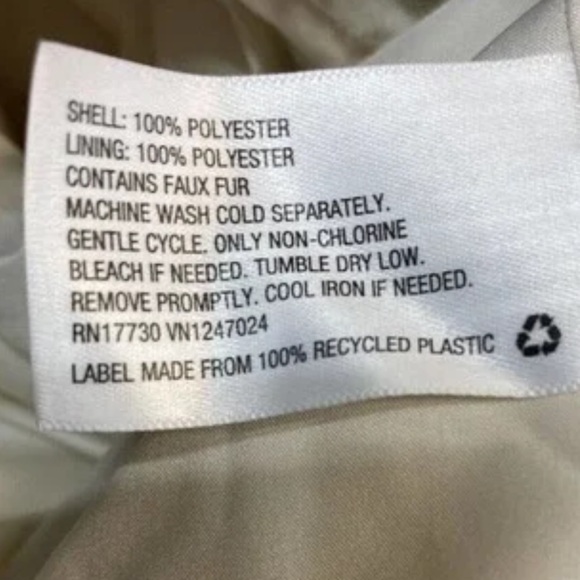 SHELL: 100% POLYESTER
LINING: 100% POLYESTER
CONTAINS FAUX FUR
MACHINE WASH COLD SEPARATELY.
GENTLE CYCLE. ONLY NON-CHLORINE
BLEACH IF NEEDED. TUMBLE DRY LOW.
REMOVE PROMPTLY. COOL IRON IF NEEDED.
RN17730 VN1247024
LABEL MADE FROM 100% RECYCLED PLASTIC